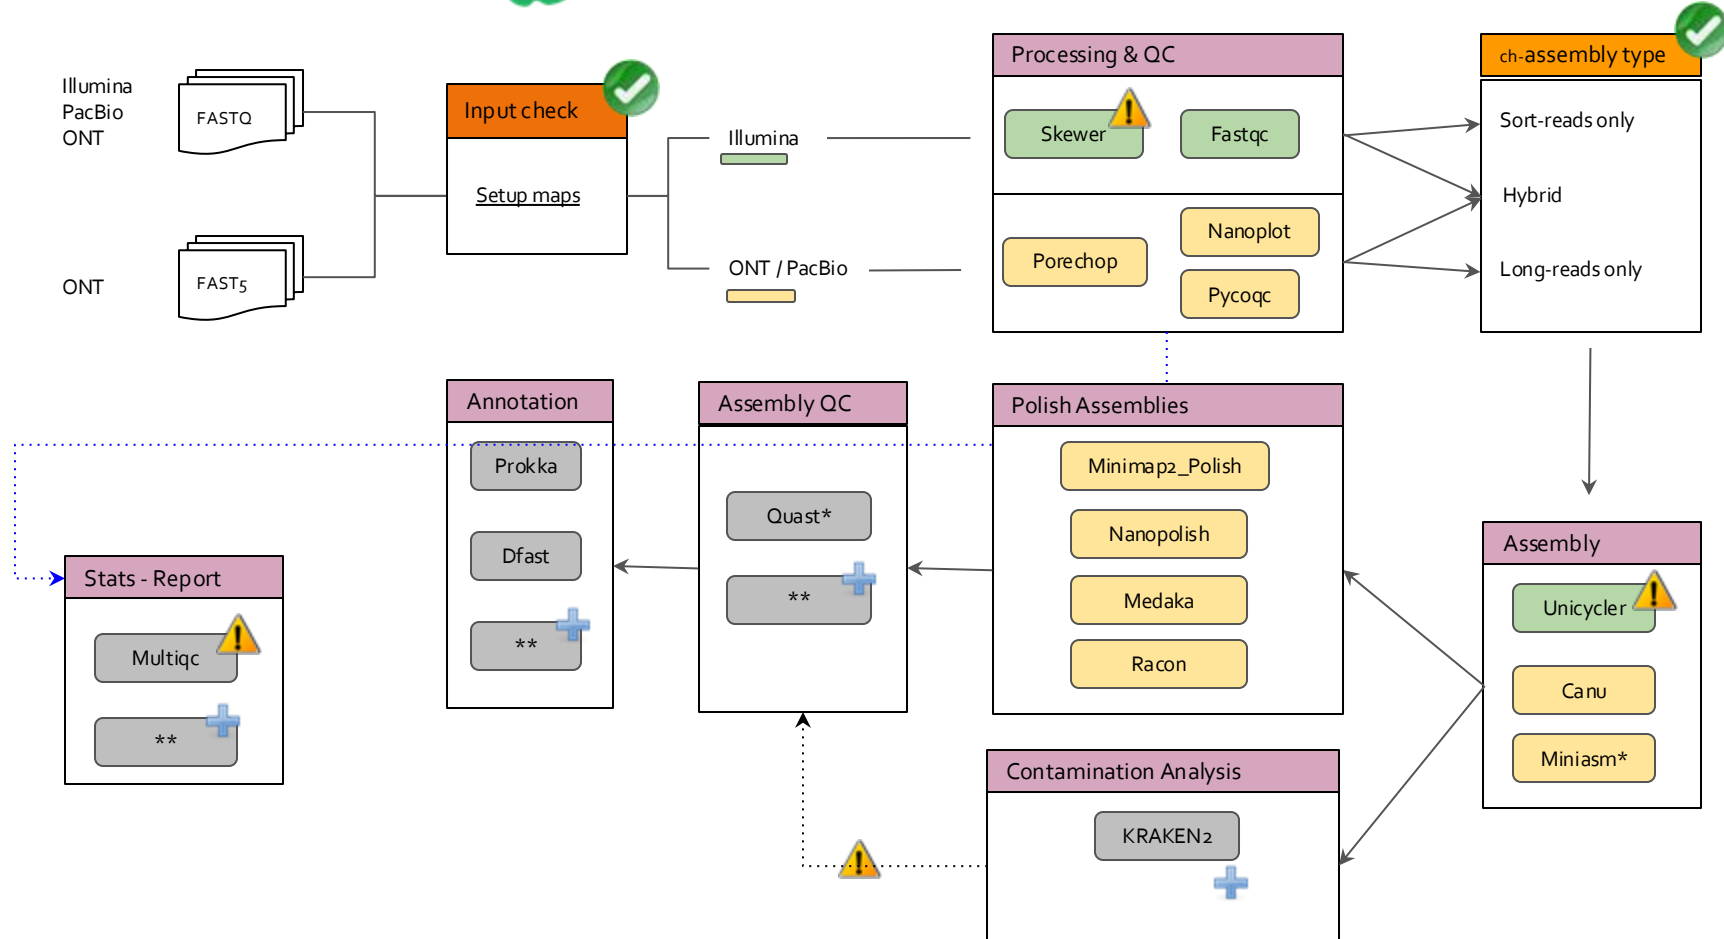 Illumina
PacBio
ONT
FASTQ
ONT
FAST5
Input check
Setup maps
Illumina
ONT / PacBio
Processing & QC
Skewer
Fastqc
Porechop
Nanoplot
Pycoqc
ch-assembly type
Sort-reads only
Hybrid
Long-reads only
Annotation
Prokka
Dfast
**
Assembly QC
Quast*
**
Polish Assemblies
Minimap2_Polish
Nanopolish
Medaka
Racon
Assembly
Unicycler
Canu
Miniasm*
Stats - Report
Multiqc
**
Contamination Analysis
KRAKEN2